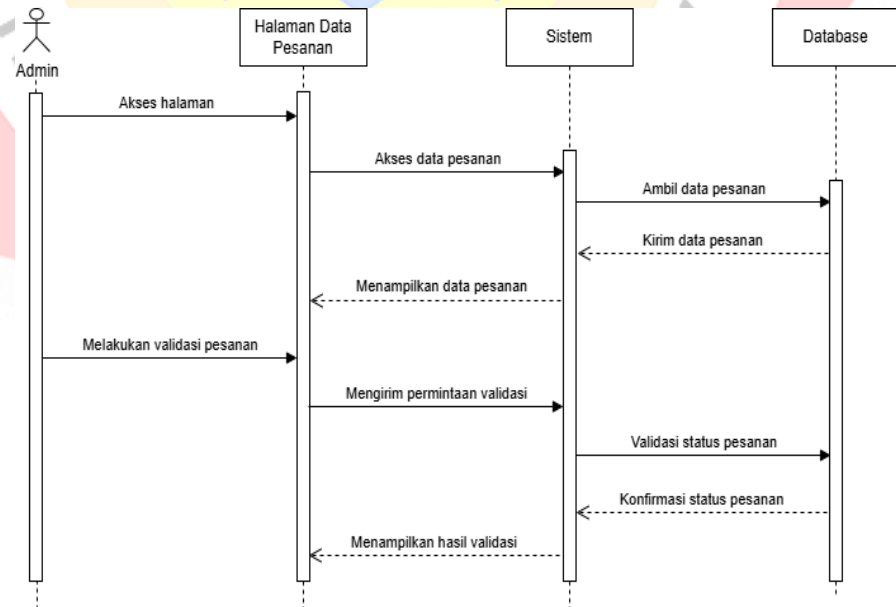 Halaman Data
Pesanan
Sistem
Database
Admin
Akses halaman
Akses data pesanan
Ambil data pesanan
Kirim data pesanan
Menampilkan data pesanan
Melakukan validasi pesanan
Mengirim permintaan validasi
Validasi status pesanan
Konfirmasi status pesanan
Menampilkan hasil validasi